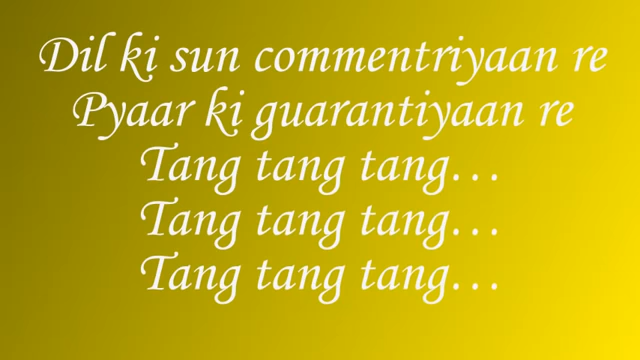 Dil ki sun commentriyaan re
Pyaar ki guarantiyaan re
Tang tang tang...
Tang tang tang...
Tang tang tang...